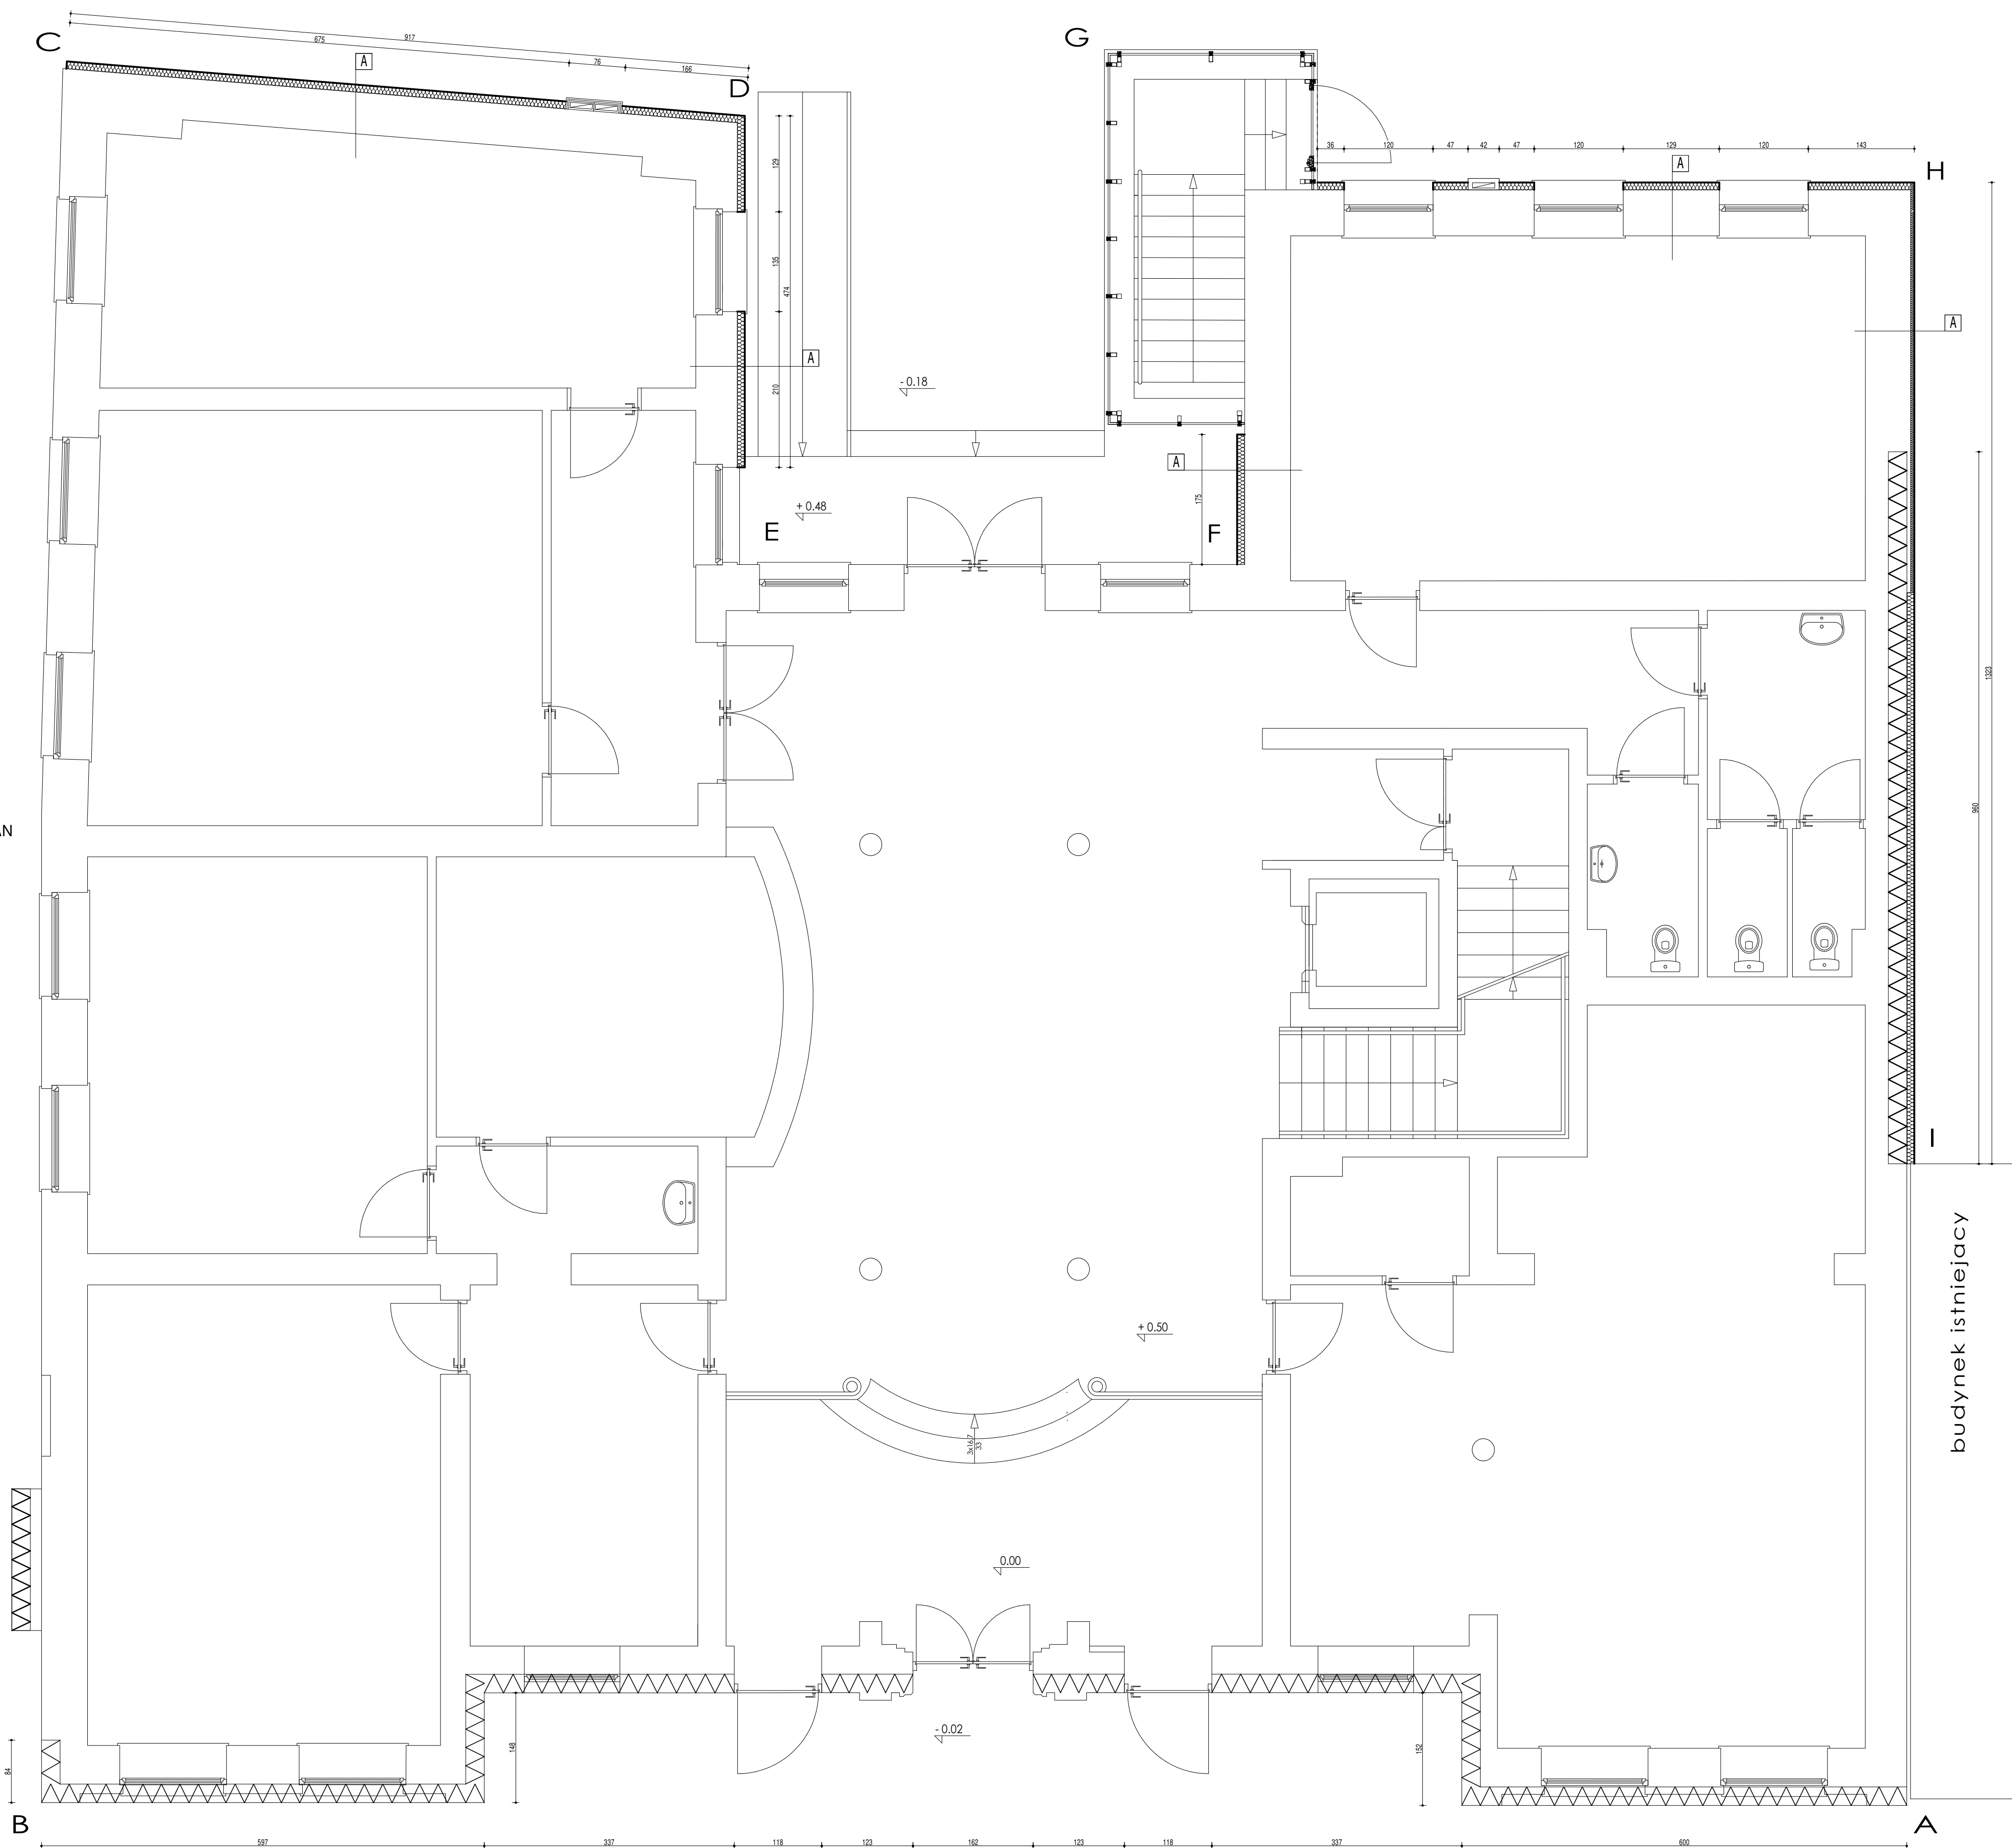 C
917
675
76
166
A
D
G
129
135
474
210
A
- 0.18
+ 0.48
E
F
175
A
36
120
47
42
47
120
129
120
143
A
H
A
1323
960
I
AN
budynek istniejacy
+ 0.50
3x16.7
33
0.00
- 0.02
84
148
152
B
A
597
337
118
123
162
123
118
337
600